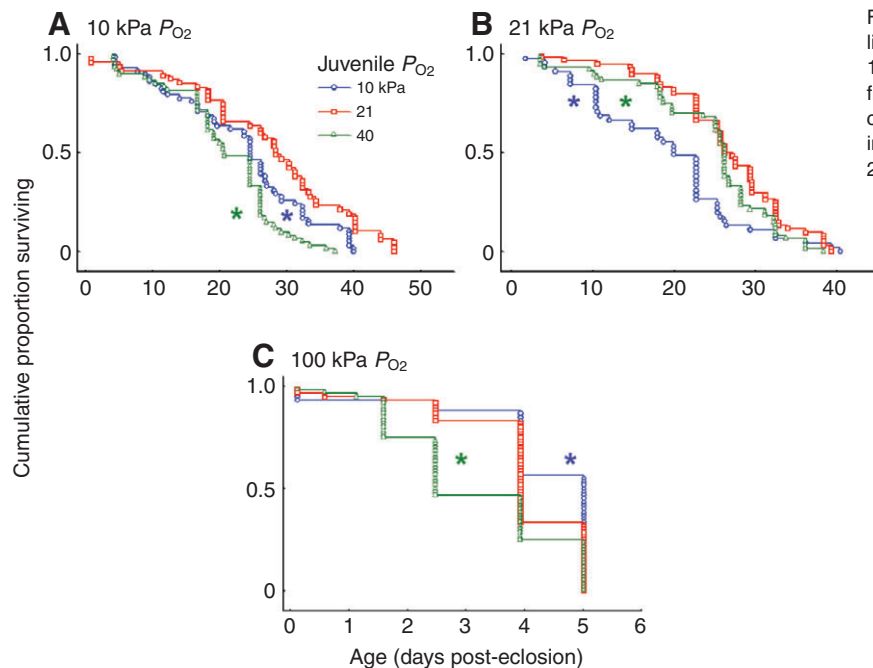 A 10 kPa PO2
Juvenile PO2
10 kPa
21
40
1.0
0.5
0
0 10 20 30 40 50
*
*
B 21 kPa PO2
1.0
0.5
0
0 10 20 30 40
*
*
C 100 kPa PO2
1.0
0.5
0
0 1 2 3 4 5 6
*
*
Cumulative proportion surviving
Age (days post-eclosion)